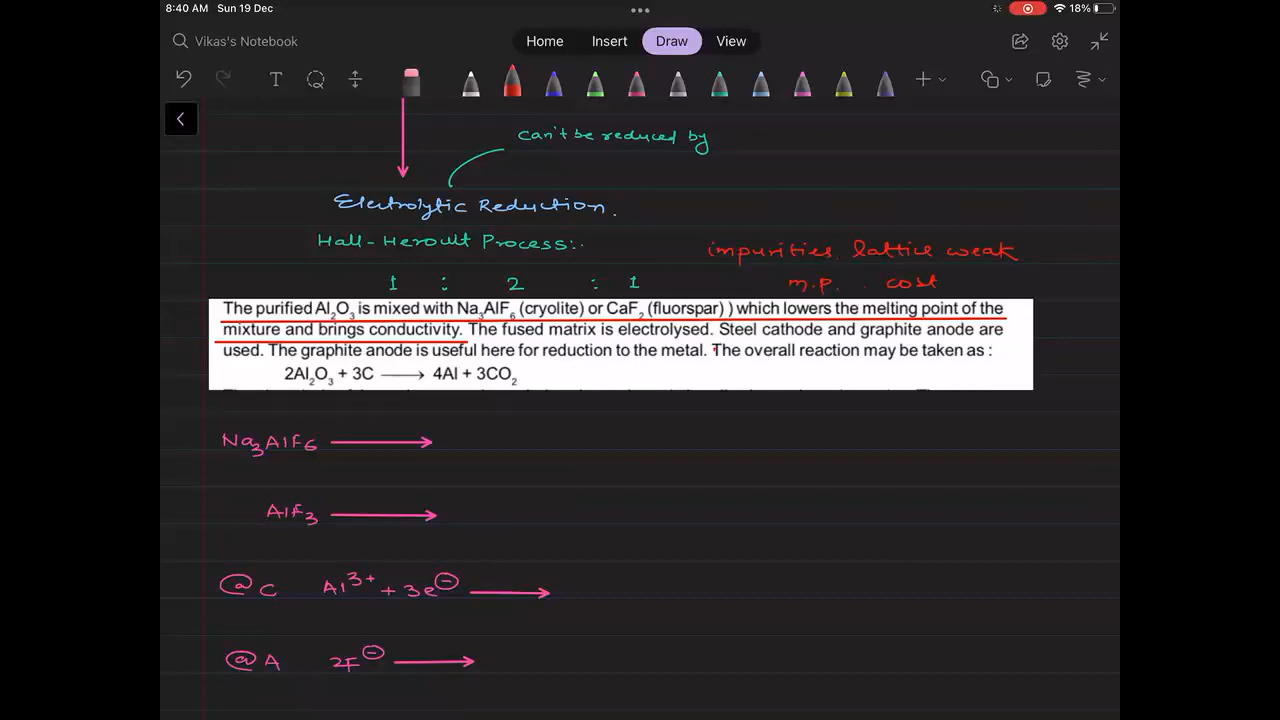 8:40 AM Sun 19 Dec
18%
Vikas's Notebook
Home Insert Draw View
can't be reduced by
Electrolytic Reduction.
Hall-Heroult Process:.
impurities. lattice weak
1 : 2 : 1
m.p. . cost
The purified Al₂O₃ is mixed with Na₃AlF₆ (cryolite) or CaF₂ (fluorspar) ) which lowers the melting point of the
mixture and brings conductivity. The fused matrix is electrolysed. Steel cathode and graphite anode are
used. The graphite anode is useful here for reduction to the metal. The overall reaction may be taken as :
2Al₂O₃ + 3C ⟶ 4Al + 3CO₂
Na₃AlF₆ ⟶
AlF₃ ⟶
@ C Al³⁺ + 3e⊖ ⟶
@ A 2F⊖ ⟶